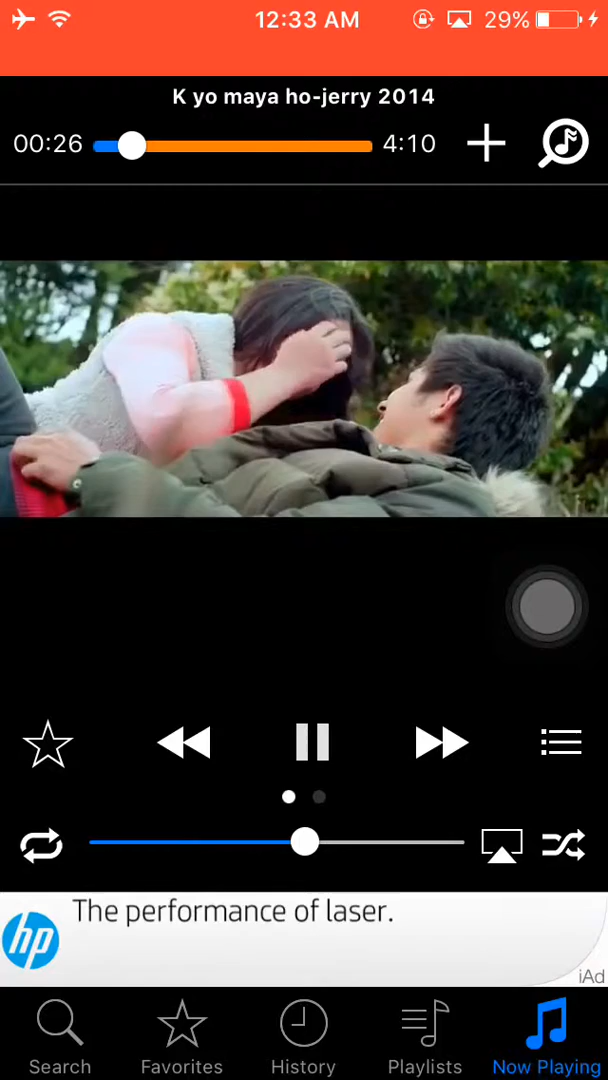 12:33 AM 29%
K yo maya ho-jerry 2014
00:26 4:10
The performance of laser.
hp
iAd
Search Favorites History Playlists Now Playing